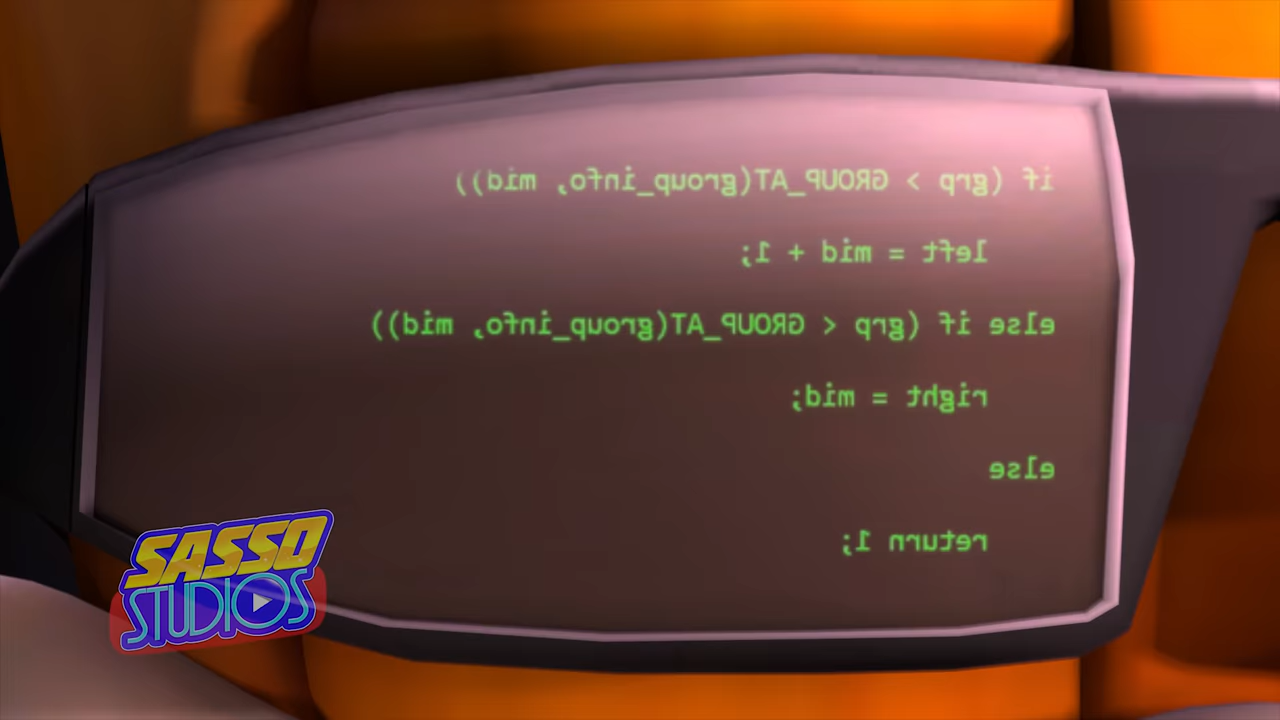 if (grp > GROUP_AT(group_info, mid))
left = mid + 1;
else if (grp < GROUP_AT(group_info, mid))
right = mid;
else
return 1;
SASSO
STUDIOS